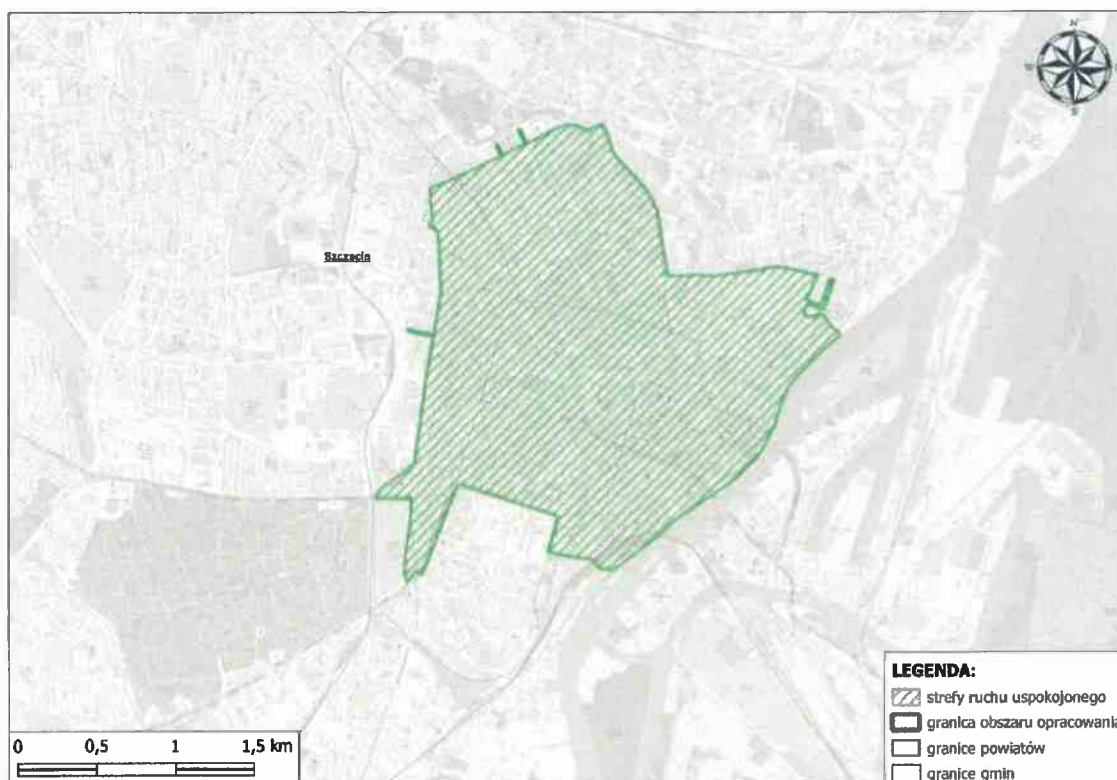 Szczecin
LEGENDA:
strefy ruchu uspokojonego
granica obszaru opracowania
granice powiatów
granice gmin
0 0,5 1 1,5 km